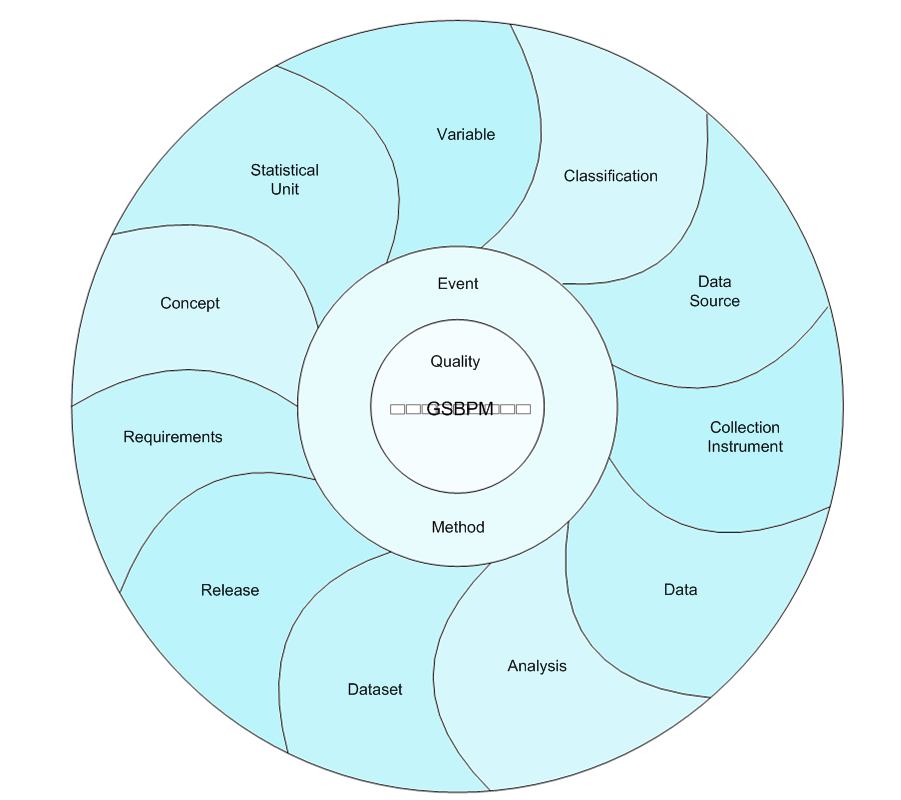 Variable
Classification
Statistical
Unit
Data
Source
Event
Concept
Quality
GSBPM
Requirements
Collection
Instrument
Method
Release
Data
Analysis
Dataset